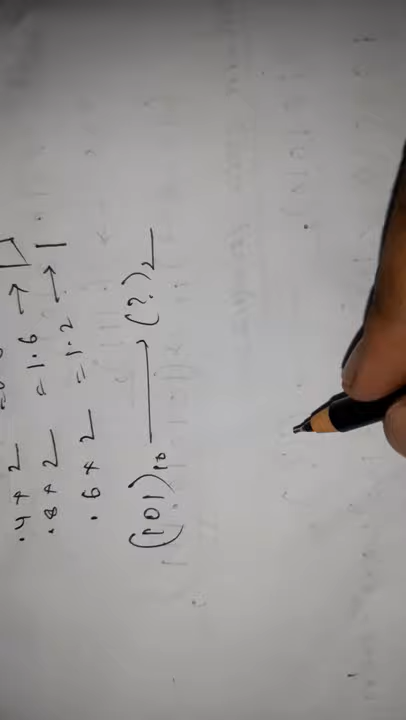 .4 × 2
.8 × 2 = 1.6 → 1
.6 × 2 = 1.2 → 1
(101)₁₀ ⟶ (?)₂